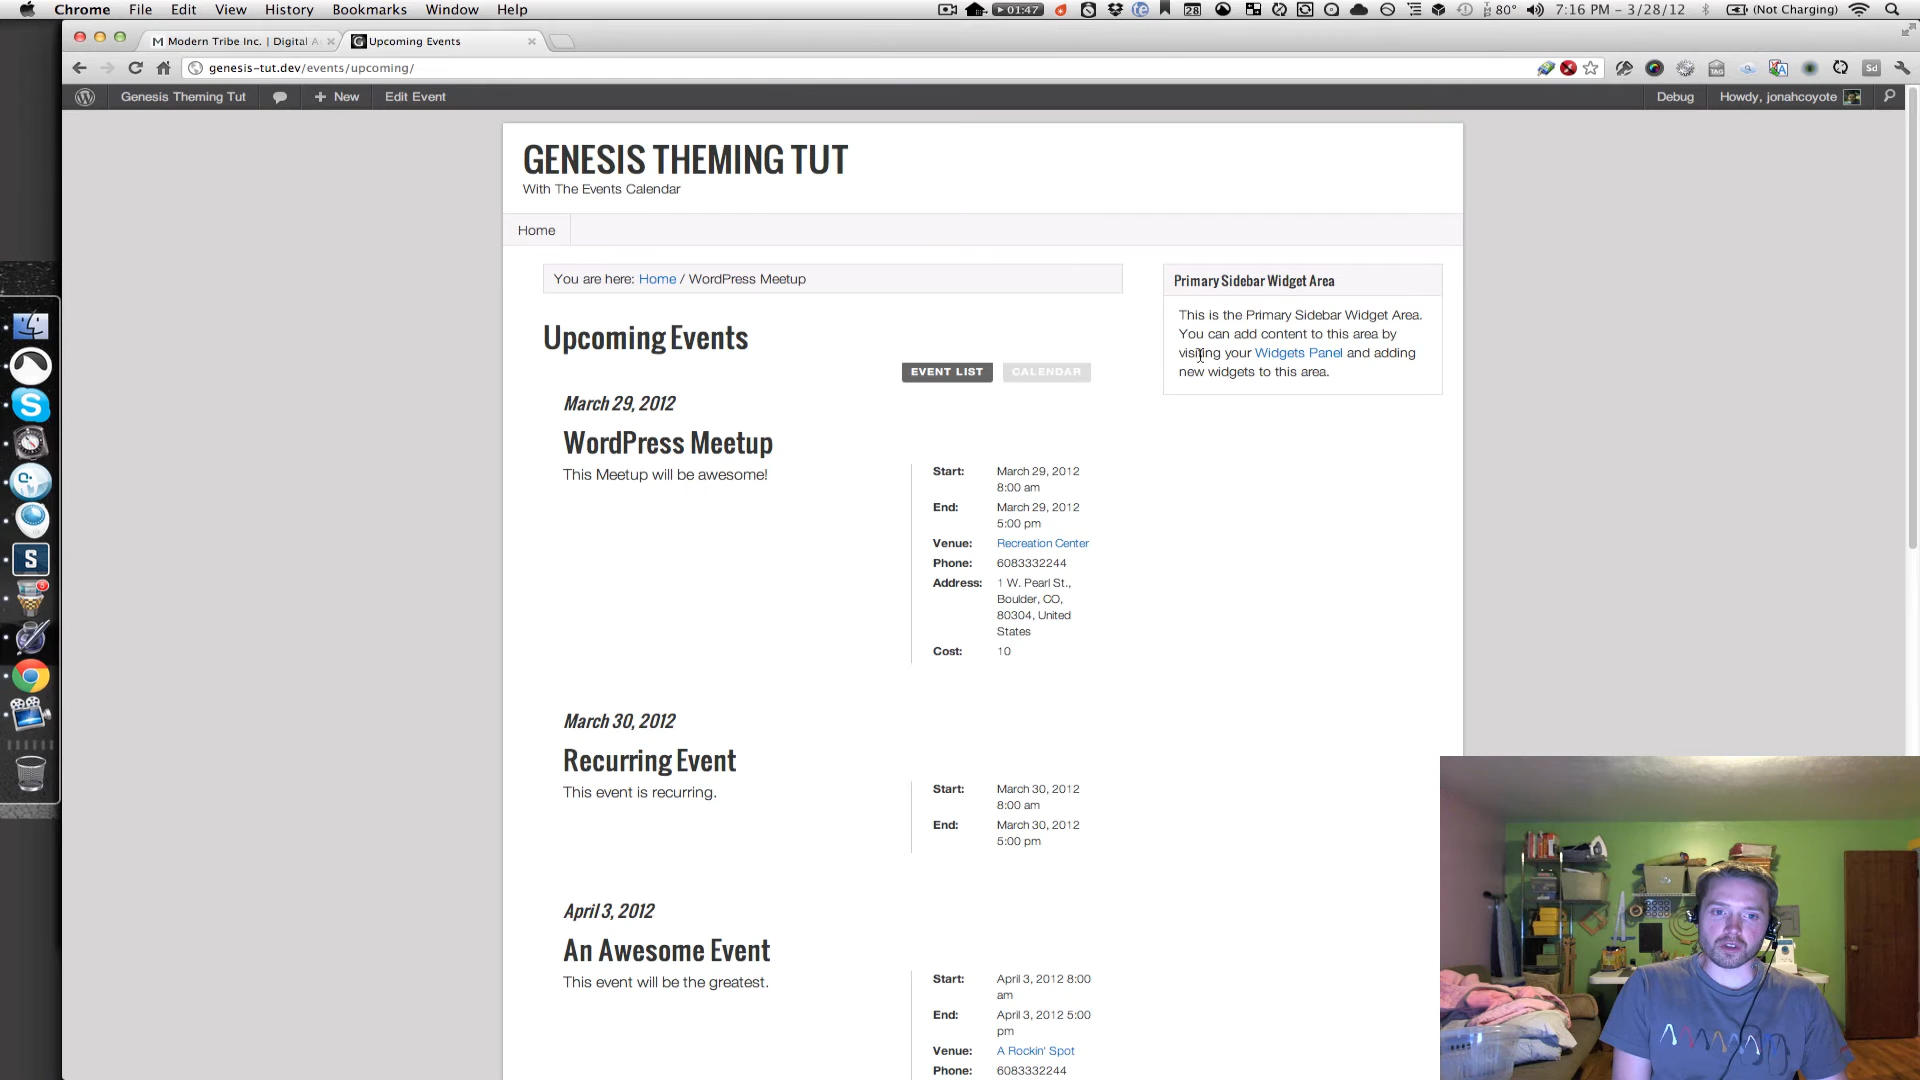 Chrome File Edit View History Bookmarks Window Help
01:47 28 80° 7:16 PM – 3/28/12 (Not Charging)
Modern Tribe Inc. | Digital A
Upcoming Events
genesis-tut.dev/events/upcoming/
Genesis Theming Tut + New Edit Event Debug Howdy, jonahcoyote
GENESIS THEMING TUT
With The Events Calendar
Home
You are here: Home / WordPress Meetup
Primary Sidebar Widget Area
This is the Primary Sidebar Widget Area.
You can add content to this area by
visiting your Widgets Panel and adding
new widgets to this area.
Upcoming Events
EVENT LIST CALENDAR
March 29, 2012
WordPress Meetup
This Meetup will be awesome!
Start: March 29, 2012
8:00 am
End: March 29, 2012
5:00 pm
Venue: Recreation Center
Phone: 6083332244
Address: 1 W. Pearl St.,
Boulder, CO,
80304, United
States
Cost: 10
March 30, 2012
Recurring Event
This event is recurring.
Start: March 30, 2012
8:00 am
End: March 30, 2012
5:00 pm
April 3, 2012
An Awesome Event
This event will be the greatest.
Start: April 3, 2012 8:00
am
End: April 3, 2012 5:00
pm
Venue: A Rockin' Spot
Phone: 6083332244